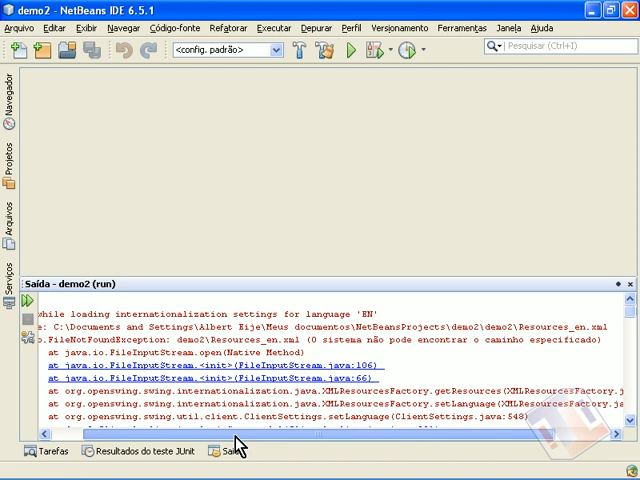 demo2 - NetBeans IDE 6.5.1
Arquivo Editar Exibir Navegar Código-fonte Refatorar Executar Depurar Perfil Versionamento Ferramentas Janela Ajuda
<config. padrão>
Pesquisar (Ctrl+I)
Navegador
Projetos
Arquivos
Serviços
Saída - demo2 (run)
while loading internationalization settings for language 'EN'
e: C:\Documents and Settings\Albert Eije\Meus documentos\NetBeansProjects\demo2\demo2\Resources_en.xml
o.FileNotFoundException: demo2\Resources_en.xml (O sistema não pode encontrar o caminho especificado)
at java.io.FileInputStream.open(Native Method)
at java.io.FileInputStream.<init>(FileInputStream.java:106)
at java.io.FileInputStream.<init>(FileInputStream.java:66)
at org.openswing.swing.internationalization.java.XMLResourcesFactory.getResources(XMLResourcesFactory.j
at org.openswing.swing.internationalization.java.XMLResourcesFactory.setLanguage(XMLResourcesFactory.ja
at org.openswing.swing.util.client.ClientSettings.setLanguage(ClientSettings.java:548)
Tarefas
Resultados do teste JUnit